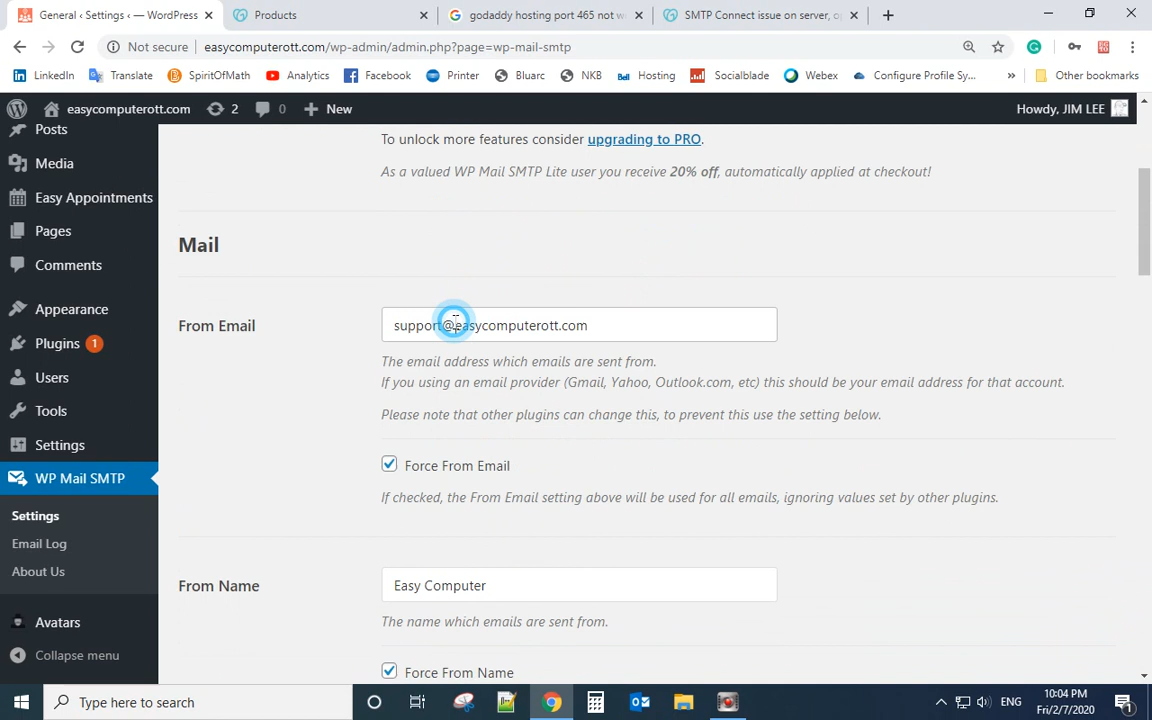 General ‹ Settings ‹ — WordPress
Products
godaddy hosting port 465 not w
SMTP Connect issue on server, o
Not secure
easycomputerott.com/wp-admin/admin.php?page=wp-mail-smtp
LinkedIn
Translate
SpiritOfMath
Analytics
Facebook
Printer
Bluarc
NKB
Bell Hosting
Socialblade
Webex
Configure Profile Sy...
»
Other bookmarks
easycomputerott.com
2
0
New
Howdy, JIM LEE
Posts
Media
Easy Appointments
Pages
Comments
Appearance
Plugins 1
Users
Tools
Settings
WP Mail SMTP
Settings
Email Log
About Us
Avatars
Collapse menu
To unlock more features consider upgrading to PRO.
As a valued WP Mail SMTP Lite user you receive 20% off, automatically applied at checkout!
Mail
From Email
support@easycomputerott.com
The email address which emails are sent from.
If you using an email provider (Gmail, Yahoo, Outlook.com, etc) this should be your email address for that account.
Please note that other plugins can change this, to prevent this use the setting below.
Force From Email
If checked, the From Email setting above will be used for all emails, ignoring values set by other plugins.
From Name
Easy Computer
The name which emails are sent from.
Force From Name
Type here to search
ENG
10:04 PM
Fri/2/7/2020
1